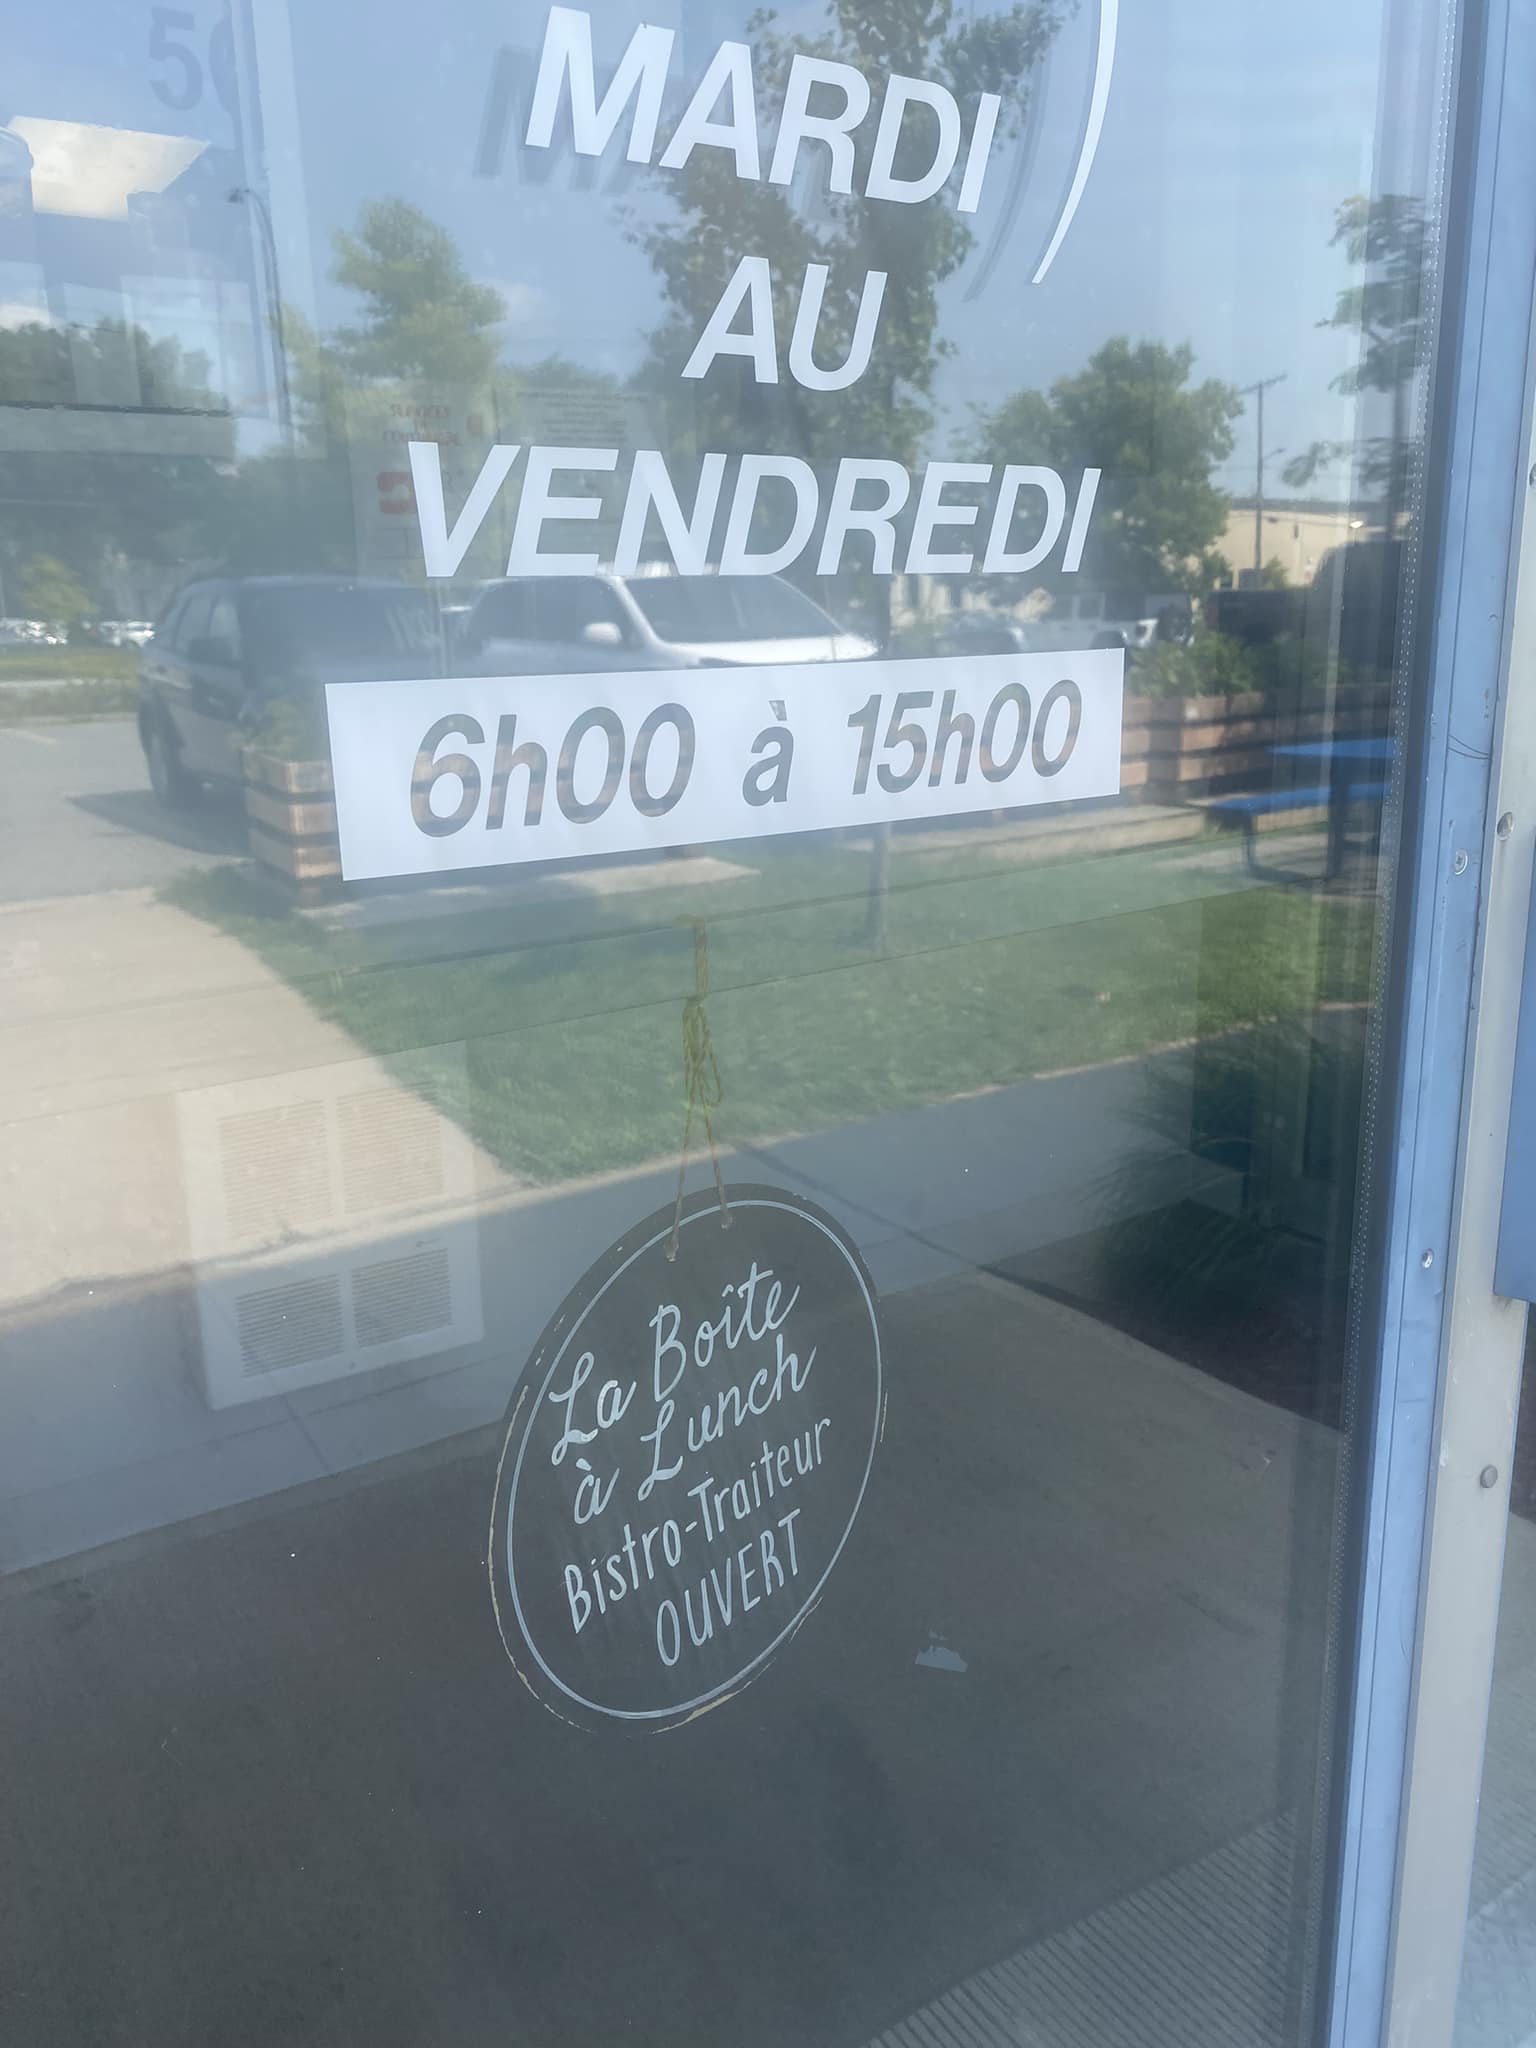 MARDI
AU
VENDREDI
6h00 à 15h00
La Boîte
à Lunch
Bistro-Traiteur
OUVERT